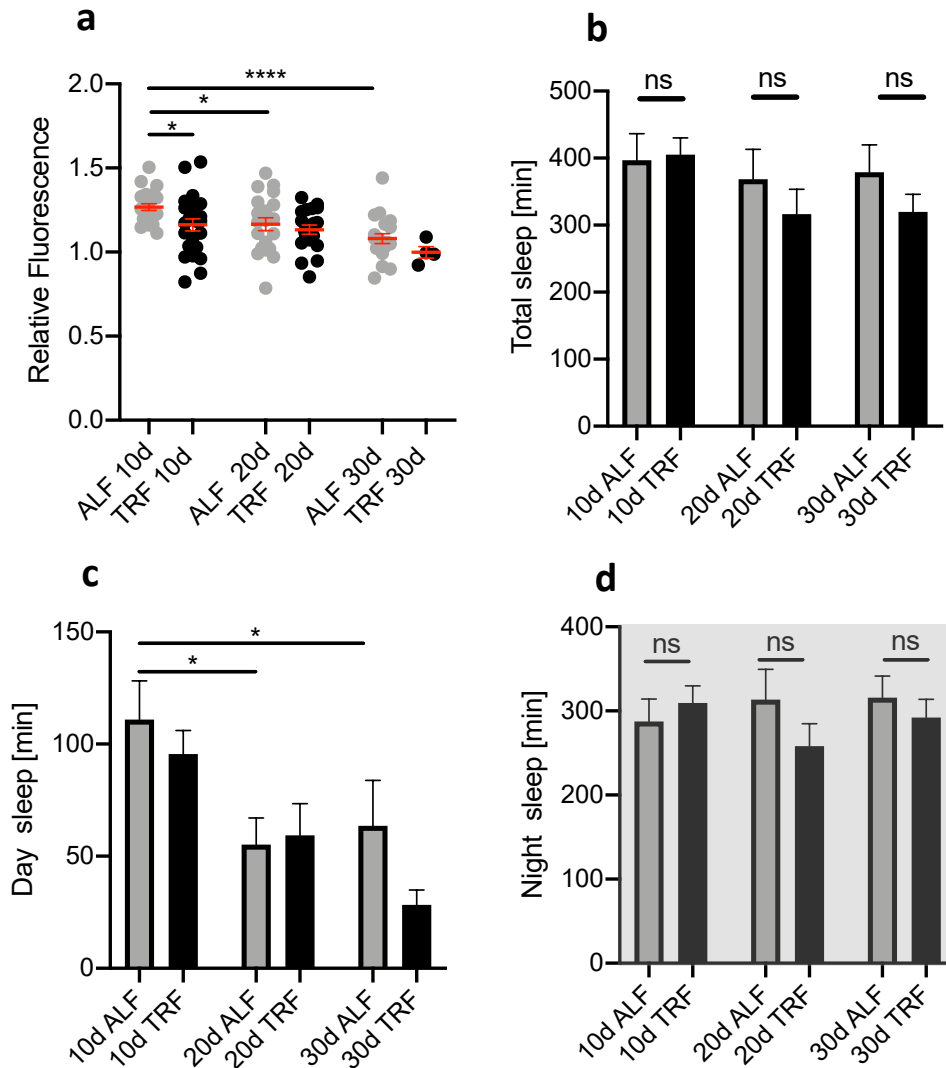 a
Relative Fluorescence
2.0
1.5
1.0
0.5
0.0
****
*
*
ALF 10d
TRF 10d
ALF 20d
TRF 20d
ALF 30d
TRF 30d
b
Total sleep [min]
500
400
300
200
100
0
ns
ns
ns
10d ALF
10d TRF
20d ALF
20d TRF
30d ALF
30d TRF
c
Day sleep [min]
150
100
50
0
*
*
10d ALF
10d TRF
20d ALF
20d TRF
30d ALF
30d TRF
d
Night sleep [min]
400
300
200
100
0
ns
ns
ns
10d ALF
10d TRF
20d ALF
20d TRF
30d ALF
30d TRF